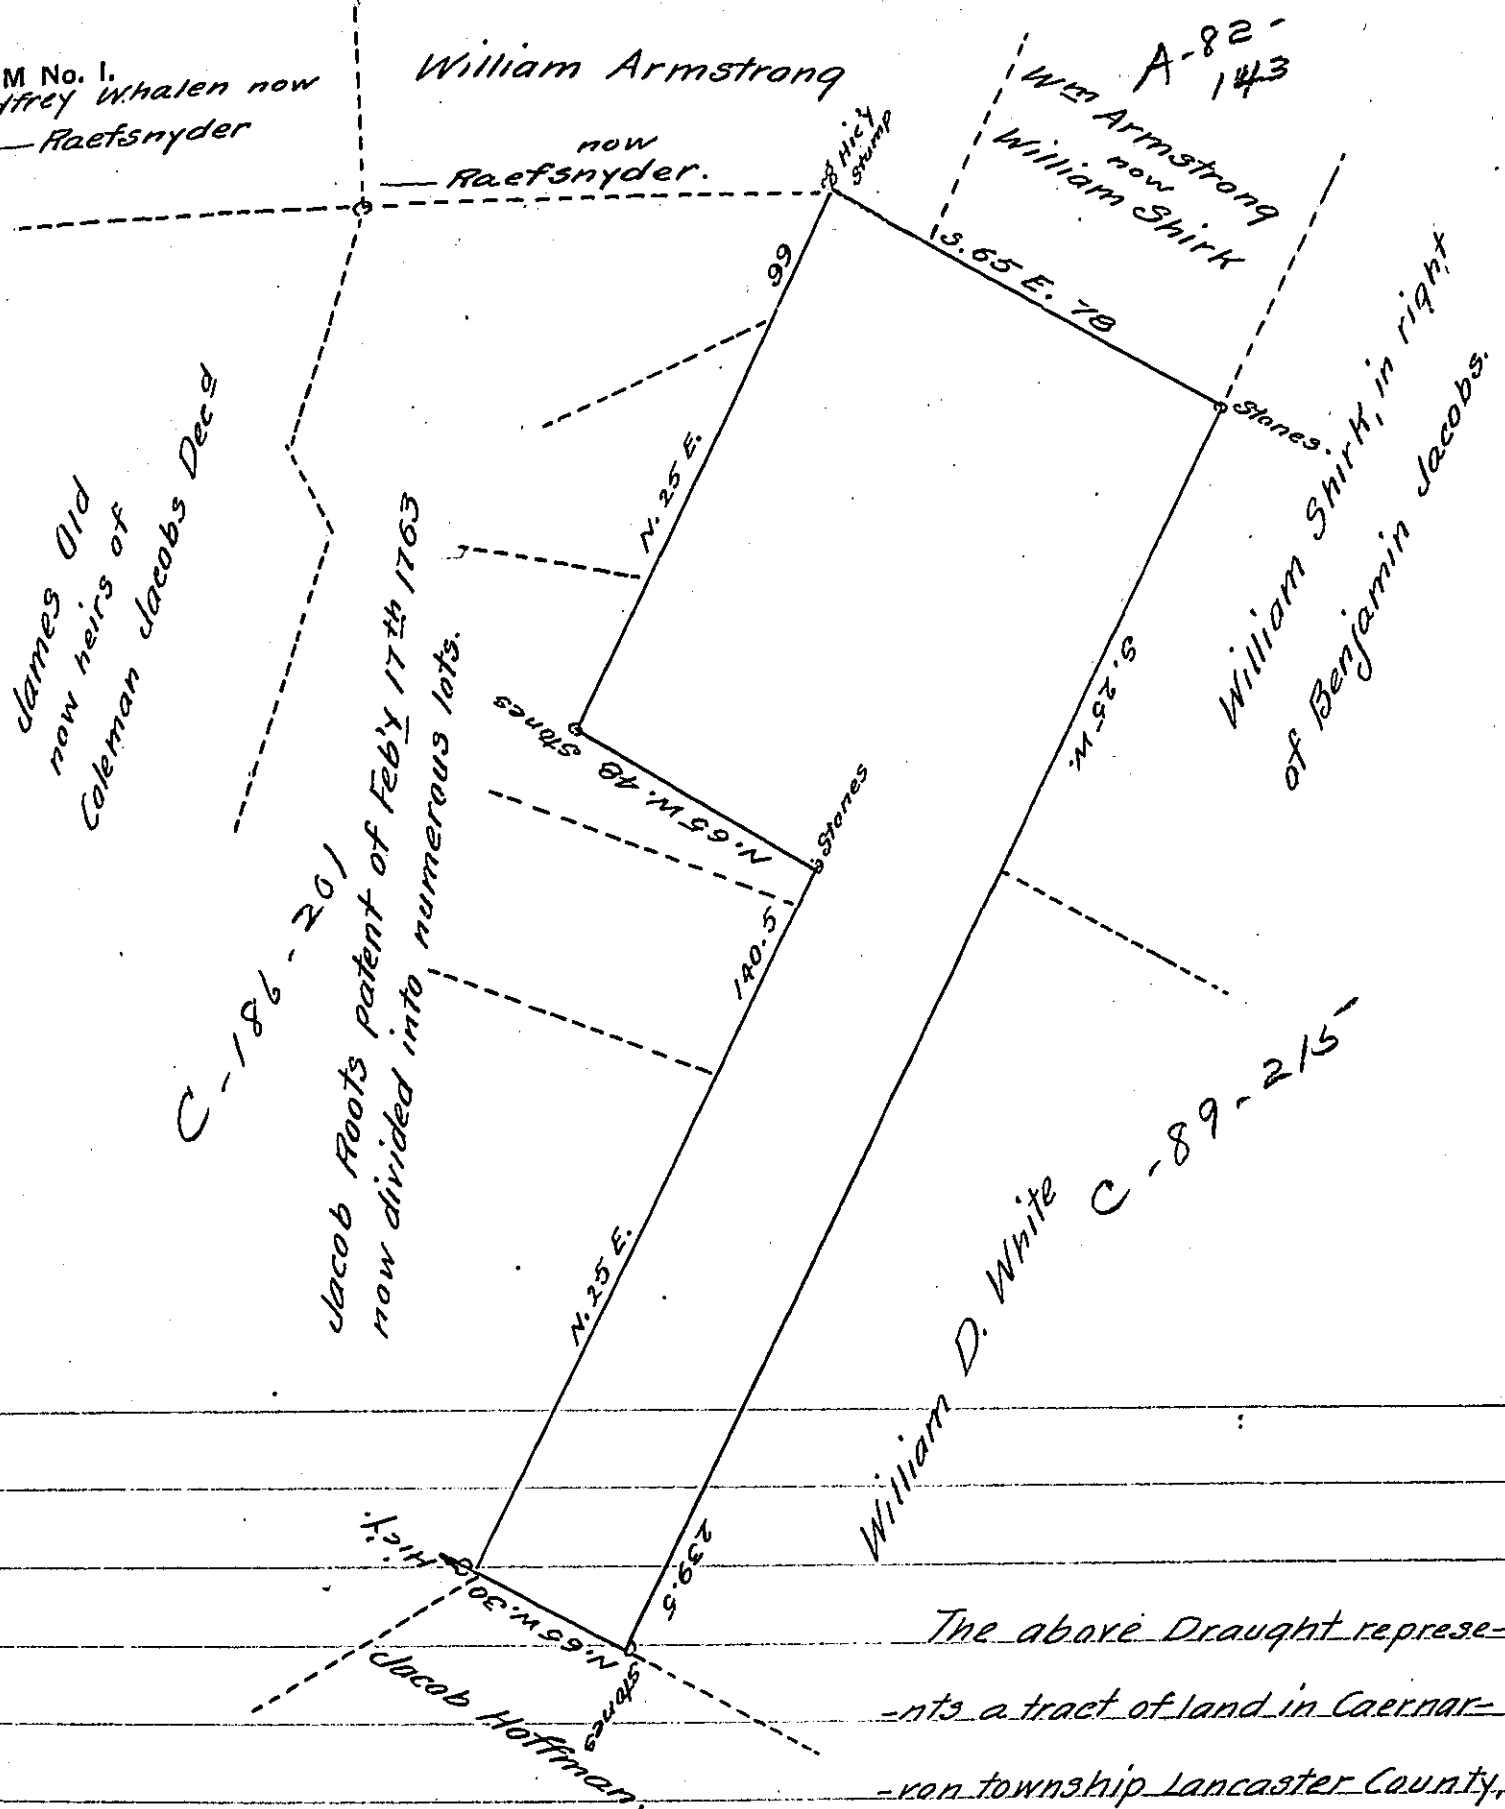 M No. 1.
Whalen now
— Raefsnyder
William Armstrong
now
— Raefsnyder.
Hic'y
Stump
A-82-
143
Wm Armstrong
now
William Shirk
S. 65 E. 78
99
N. 25 E.
Stones.
William Shirk, in right
of Benjamin Jacobs.
James Old
now heirs of
Coleman Jacobs Decd
Jacob Roots patent of Feb'y 17th 1763
now divided into numerous lots.
C-186-201
Stones
N. 65 W. 48
Stones
S. 25 W.
140.5
N. 25 E.
C-89-215
William D. White
239.5
Hic'y.
N. 65 W. 30
Stones
Jacob Hoffman.
The above Draught represe-
-nts a tract of land in Caernar-
-von township Lancaster County,